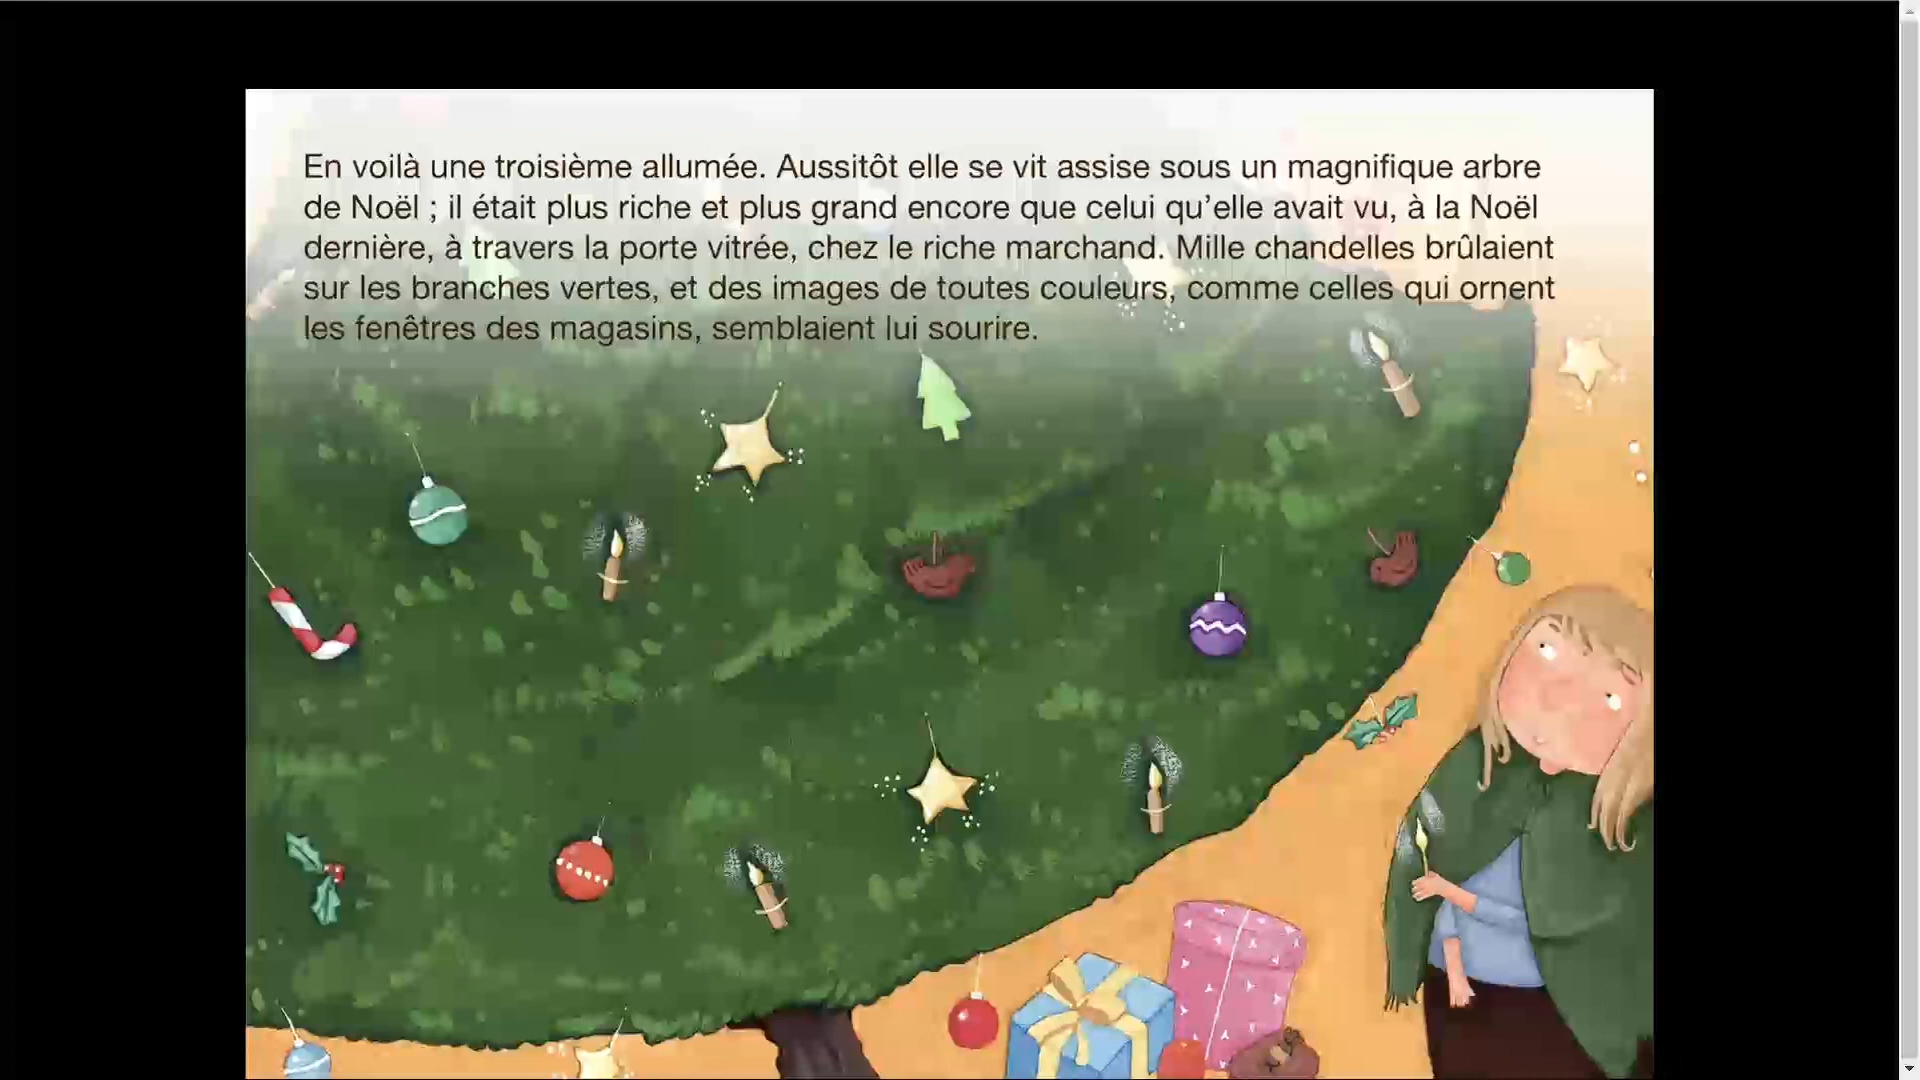 En voilà une troisième allumée. Aussitôt elle se vit assise sous un magnifique arbre
de Noël ; il était plus riche et plus grand encore que celui qu’elle avait vu, à la Noël
dernière, à travers la porte vitrée, chez le riche marchand. Mille chandelles brûlaient
sur les branches vertes, et des images de toutes couleurs, comme celles qui ornent
les fenêtres des magasins, semblaient lui sourire.